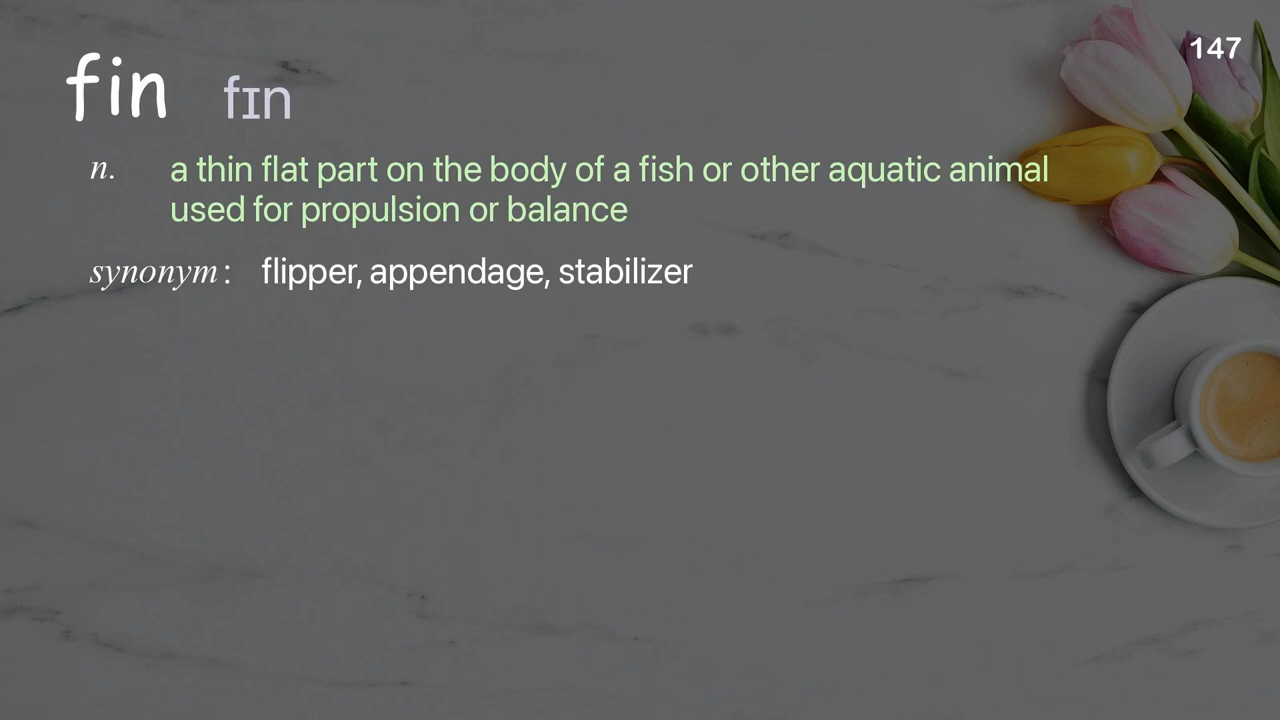 147
fin fɪn
n. a thin flat part on the body of a fish or other aquatic animal
used for propulsion or balance
synonym: flipper, appendage, stabilizer